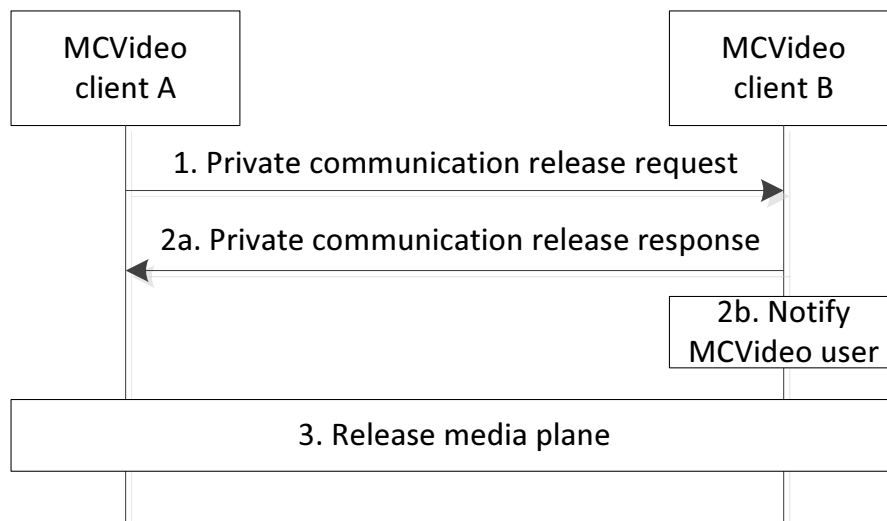 MCVideo
client A
MCVideo
client B
1. Private communication release request
2a. Private communication release response
2b. Notify
MCVideo user
3. Release media plane